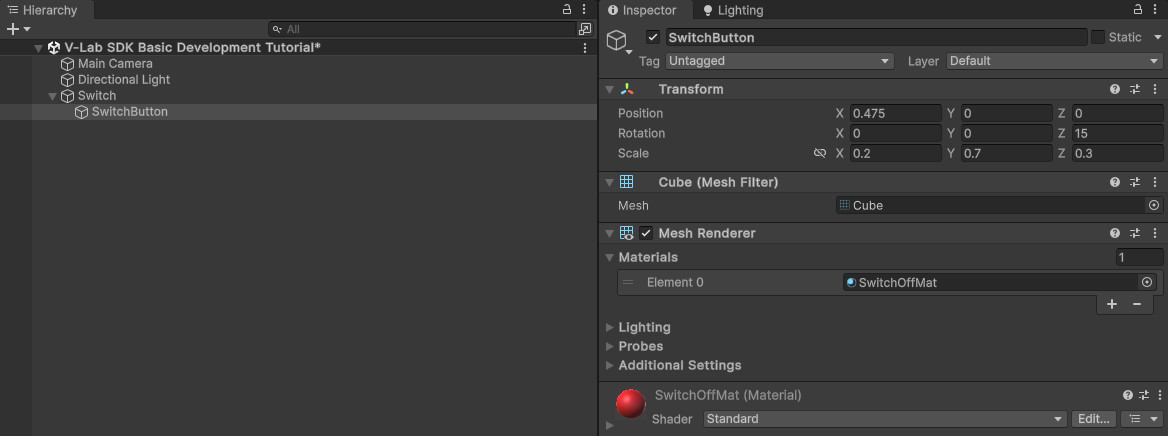 Hierarchy
All
V-Lab SDK Basic Development Tutorial*
Main Camera
Directional Light
Switch
SwitchButton
Inspector
Lighting
SwitchButton
Static
Tag Untagged Layer Default
Transform
Position X 0.475 Y 0 Z 0
Rotation X 0 Y 0 Z 15
Scale X 0.2 Y 0.7 Z 0.3
Cube (Mesh Filter)
Mesh Cube
Mesh Renderer
Materials 1
Element 0 SwitchOffMat
Lighting
Probes
Additional Settings
SwitchOffMat (Material)
Shader Standard Edit...